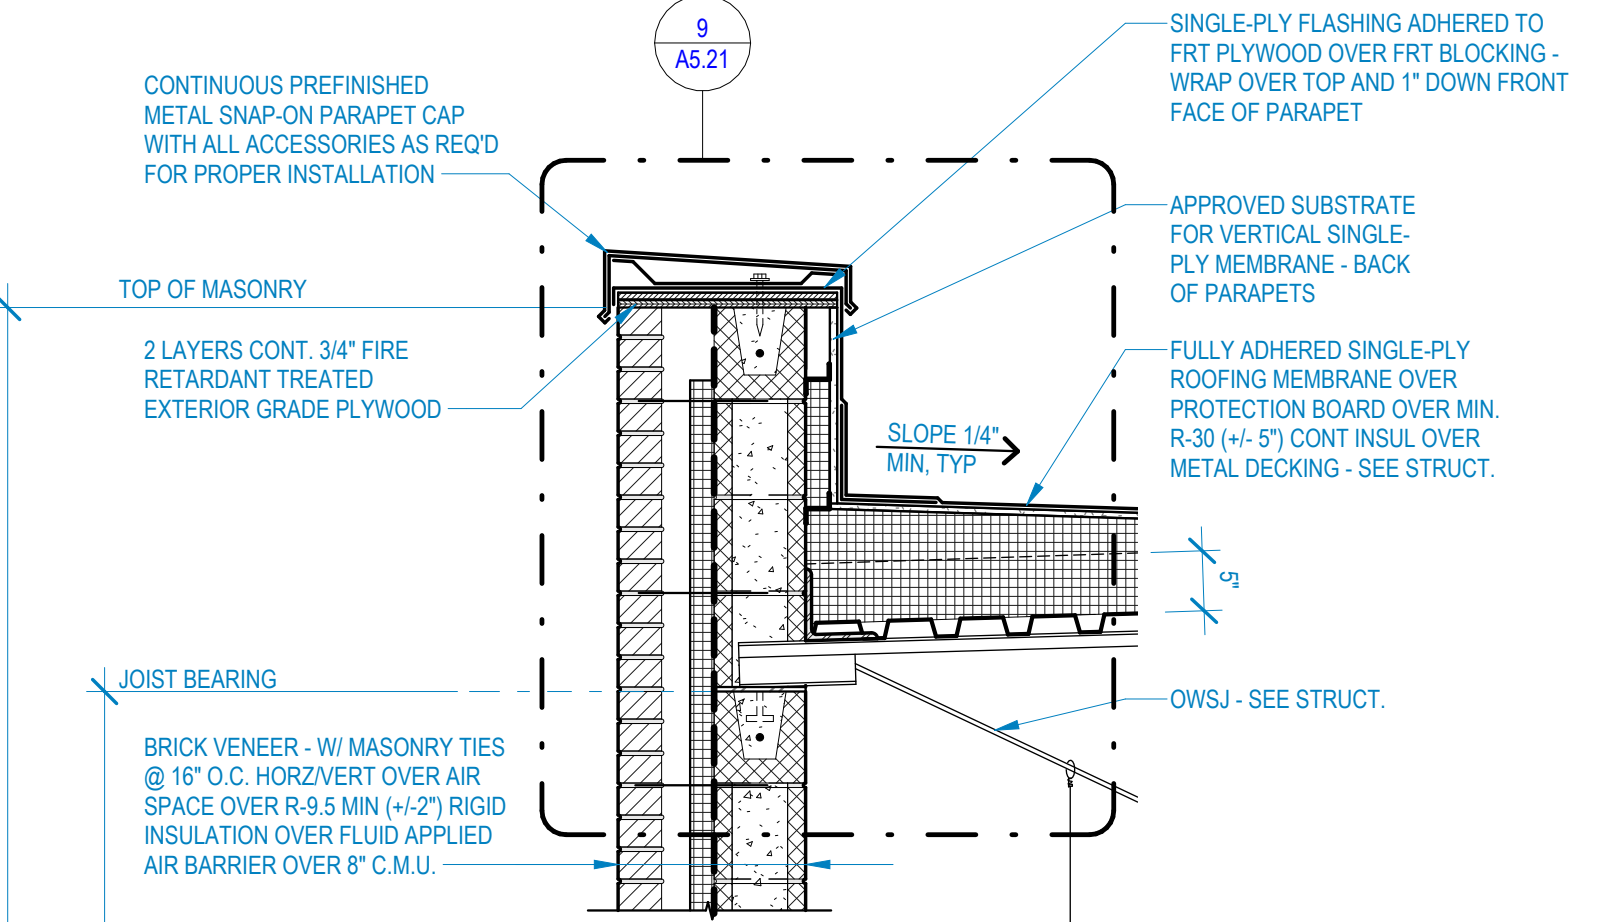 9
A5.21
CONTINUOUS PREFINISHED
METAL SNAP-ON PARAPET CAP
WITH ALL ACCESSORIES AS REQ'D
FOR PROPER INSTALLATION
TOP OF MASONRY
2 LAYERS CONT. 3/4" FIRE
RETARDANT TREATED
EXTERIOR GRADE PLYWOOD
JOIST BEARING
BRICK VENEER - W/ MASONRY TIES
@ 16" O.C. HORZ/VERT OVER AIR
SPACE OVER R-9.5 MIN (+/-2") RIGID
INSULATION OVER FLUID APPLIED
AIR BARRIER OVER 8" C.M.U.
SLOPE 1/4"
MIN, TYP
SINGLE-PLY FLASHING ADHERED TO
FRT PLYWOOD OVER FRT BLOCKING -
WRAP OVER TOP AND 1" DOWN FRONT
FACE OF PARAPET
APPROVED SUBSTRATE
FOR VERTICAL SINGLE-
PLY MEMBRANE - BACK
OF PARAPETS
FULLY ADHERED SINGLE-PLY
ROOFING MEMBRANE OVER
PROTECTION BOARD OVER MIN.
R-30 (+/- 5") CONT INSUL OVER
METAL DECKING - SEE STRUCT.
5"
OWSJ - SEE STRUCT.